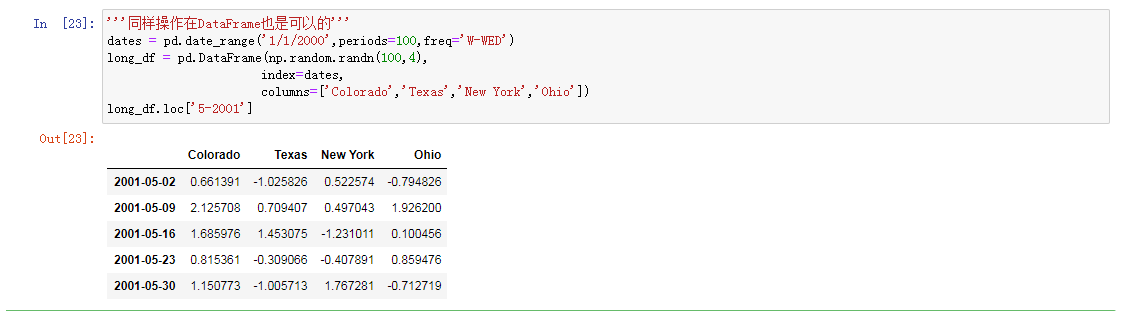 In [23]: '''同样操作在DataFrame也是可以的'''
dates = pd.date_range('1/1/2000',periods=100,freq='W-WED')
long_df = pd.DataFrame(np.random.randn(100,4),
index=dates,
columns=['Colorado','Texas','New York','Ohio'])
long_df.loc['5-2001']
Out[23]:
Colorado Texas New York Ohio
2001-05-02 0.661391 -1.025826 0.522574 -0.794826
2001-05-09 2.125708 0.709407 0.497043 1.926200
2001-05-16 1.685976 1.453075 -1.231011 0.100456
2001-05-23 0.815361 -0.309066 -0.407891 0.859476
2001-05-30 1.150773 -1.005713 1.767281 -0.712719